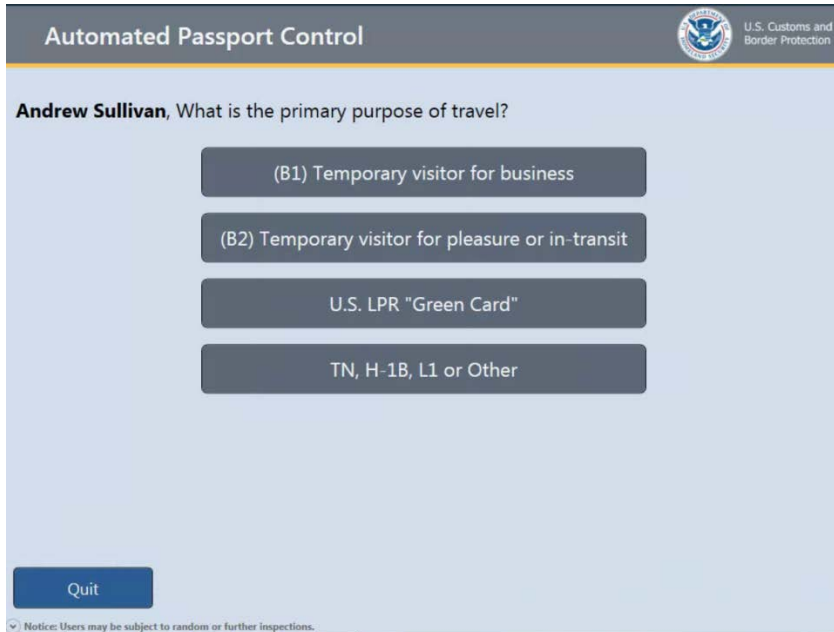 Automated Passport Control
U.S. Customs and
Border Protection
Andrew Sullivan, What is the primary purpose of travel?
(B1) Temporary visitor for business
(B2) Temporary visitor for pleasure or in-transit
U.S. LPR "Green Card"
TN, H-1B, L1 or Other
Quit
Notice: Users may be subject to random or further inspections.